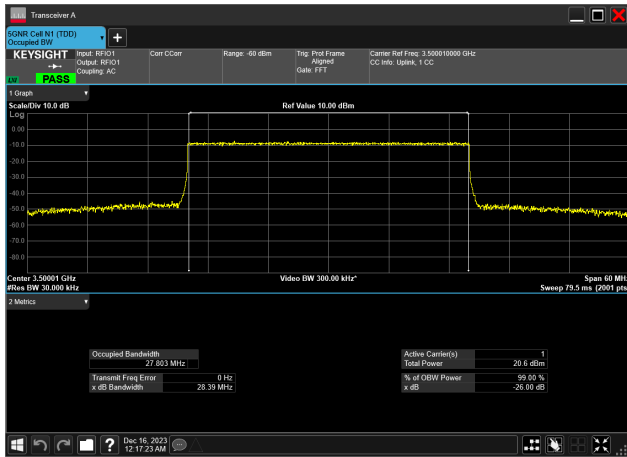 Transceiver A
5GNR Cell N1 (TDD)
Occupied BW
KEYSIGHT
LXI
PASS
Input: RFIO1
Output: RFIO1
Coupling: AC
Corr CCorr
Range: -60 dBm
Trig: Prot Frame
Aligned
Gate: FFT
Carrier Ref Freq: 3.500010000 GHz
CC Info: Uplink, 1 CC
1 Graph
Scale/Div 10.0 dB
Ref Value 10.00 dBm
Log
0.00
-10.0
-20.0
-30.0
-40.0
-50.0
-60.0
-70.0
-80.0
Center 3.50001 GHz
Video BW 300.00 kHz*
Span 60 MHz
#Res BW 30.000 kHz
Sweep 79.5 ms (2001 pts
2 Metrics
Occupied Bandwidth
27.803 MHz
Transmit Freq Error 0 Hz
x dB Bandwidth 28.39 MHz
Active Carrier(s) 1
Total Power 20.6 dBm
% of OBW Power 99.00 %
x dB -26.00 dB
?
Dec 16, 2023
12:17:23 AM